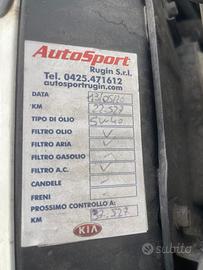 AutoSport
Rugin S.r.l.
Tel. 0425.471612
autosportrugin.com
DATA
KM
TIPO DI OLIO 5W40
FILTRO OLIO ✓
FILTRO ARIA ✓
FILTRO GASOLIO
FILTRO A.C. ✓
CANDELE
FRENI
PROSSIMO CONTROLLO A:
KM
KIA
subito